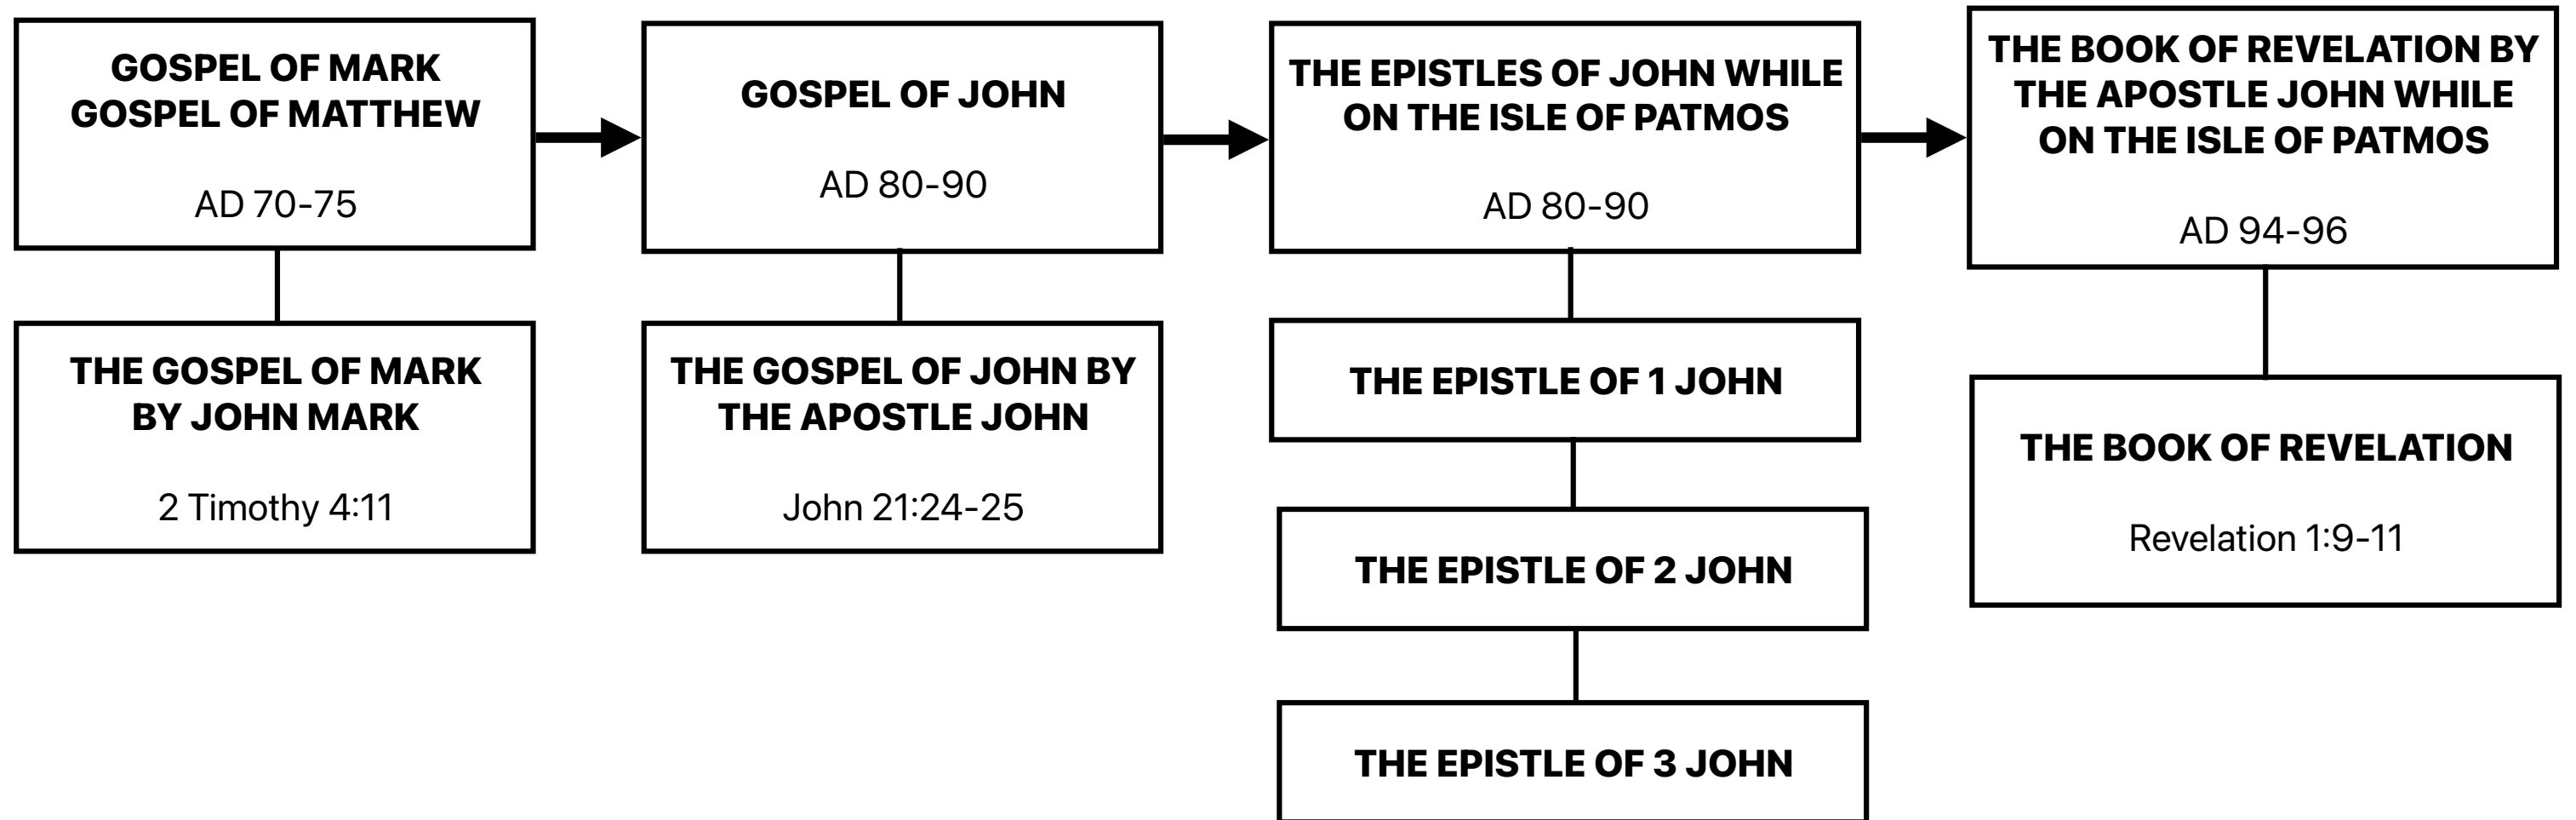 GOSPEL OF MARK
GOSPEL OF MATTHEW
AD 70-75
THE GOSPEL OF MARK
BY JOHN MARK
2 Timothy 4:11
GOSPEL OF JOHN
AD 80-90
THE GOSPEL OF JOHN BY
THE APOSTLE JOHN
John 21:24-25
THE EPISTLES OF JOHN WHILE
ON THE ISLE OF PATMOS
AD 80-90
THE EPISTLE OF 1 JOHN
THE EPISTLE OF 2 JOHN
THE EPISTLE OF 3 JOHN
THE BOOK OF REVELATION BY
THE APOSTLE JOHN WHILE
ON THE ISLE OF PATMOS
AD 94-96
THE BOOK OF REVELATION
Revelation 1:9-11